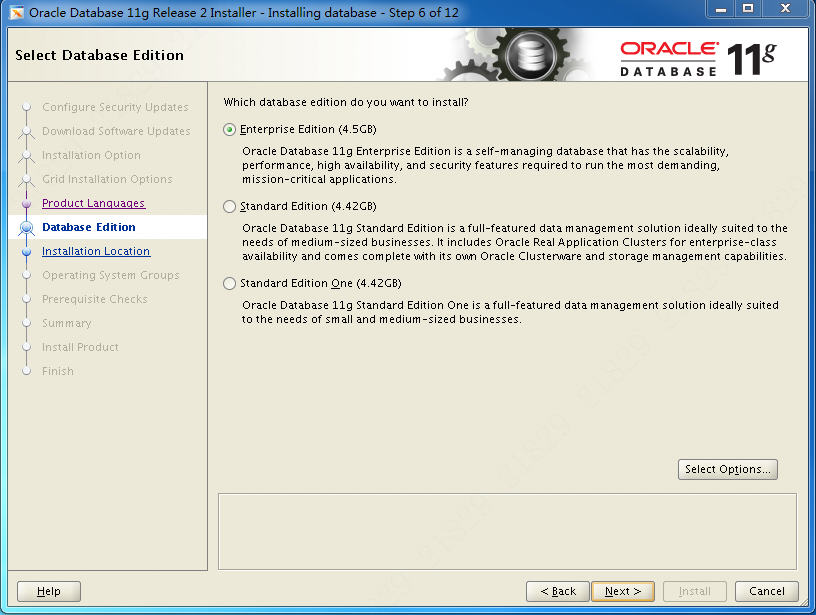 Oracle Database 11g Release 2 Installer - Installing database - Step 6 of 12
Select Database Edition
ORACLE
DATABASE
11g
Configure Security Updates
Download Software Updates
Installation Option
Grid Installation Options
Product Languages
Database Edition
Installation Location
Operating System Groups
Prerequisite Checks
Summary
Install Product
Finish
Which database edition do you want to install?
Enterprise Edition (4.5GB)
Oracle Database 11g Enterprise Edition is a self-managing database that has the scalability,
performance, high availability, and security features required to run the most demanding,
mission-critical applications.
Standard Edition (4.42GB)
Oracle Database 11g Standard Edition is a full-featured data management solution ideally suited to the
needs of medium-sized businesses. It includes Oracle Real Application Clusters for enterprise-class
availability and comes complete with its own Oracle Clusterware and storage management capabilities.
Standard Edition One (4.42GB)
Oracle Database 11g Standard Edition One is a full-featured data management solution ideally suited
to the needs of small and medium-sized businesses.
Select Options...
Help
< Back
Next >
Install
Cancel